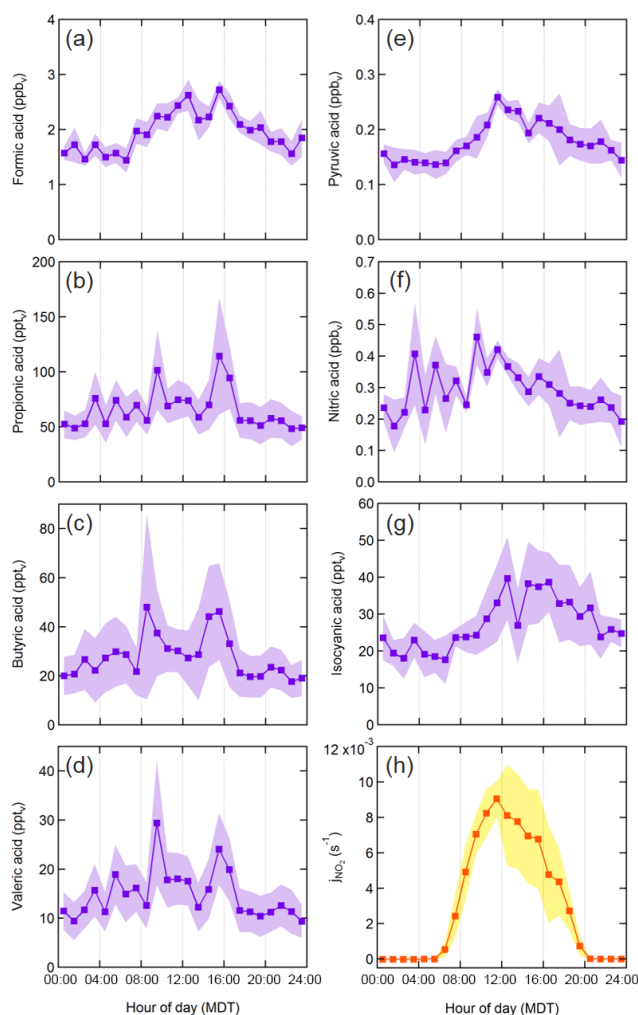 (a)
Formic acid (ppbv)
4
3
2
1
0
(e)
Pyruvic acid (ppbv)
0.4
0.3
0.2
0.1
0.0
(b)
Propionic acid (pptv)
200
150
100
50
0
(f)
Nitric acid (ppbv)
0.7
0.6
0.5
0.4
0.3
0.2
0.1
0.0
(c)
Butyric acid (pptv)
80
60
40
20
0
(g)
Isocyanic acid (pptv)
60
50
40
30
20
10
0
(d)
Valeric acid (pptv)
40
30
20
10
0
00:00 04:00 08:00 12:00 16:00 20:00 24:00
Hour of day (MDT)
(h)
jNO2 (s-1)
12 x10-3
10
8
6
4
2
0
00:00 04:00 08:00 12:00 16:00 20:00 24:00
Hour of day (MDT)